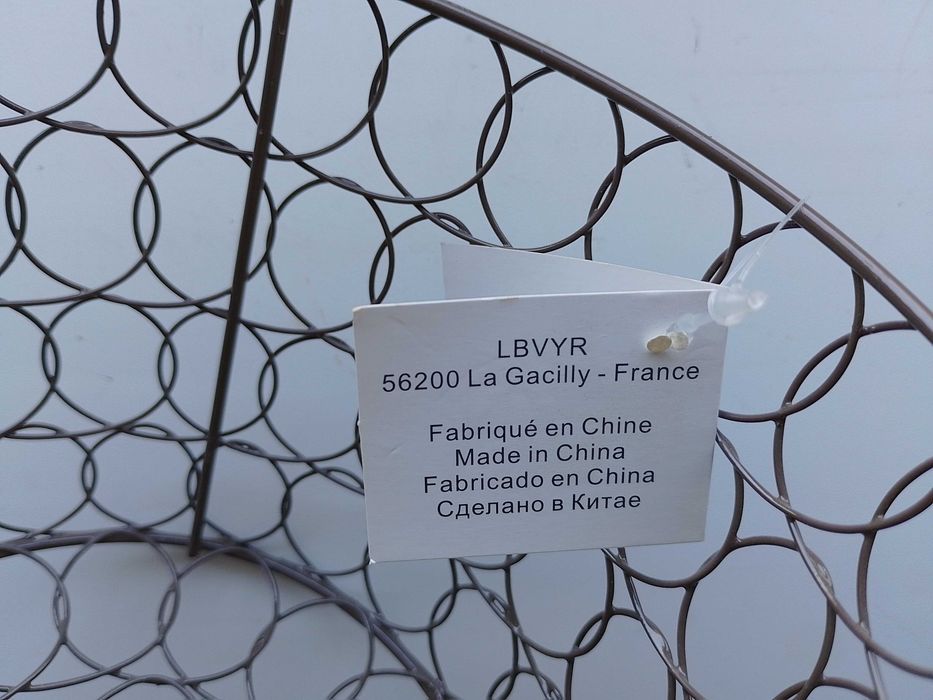 LBVYR
56200 La Gacilly - France
Fabriqué en Chine
Made in China
Fabricado en China
Сделано в Китае